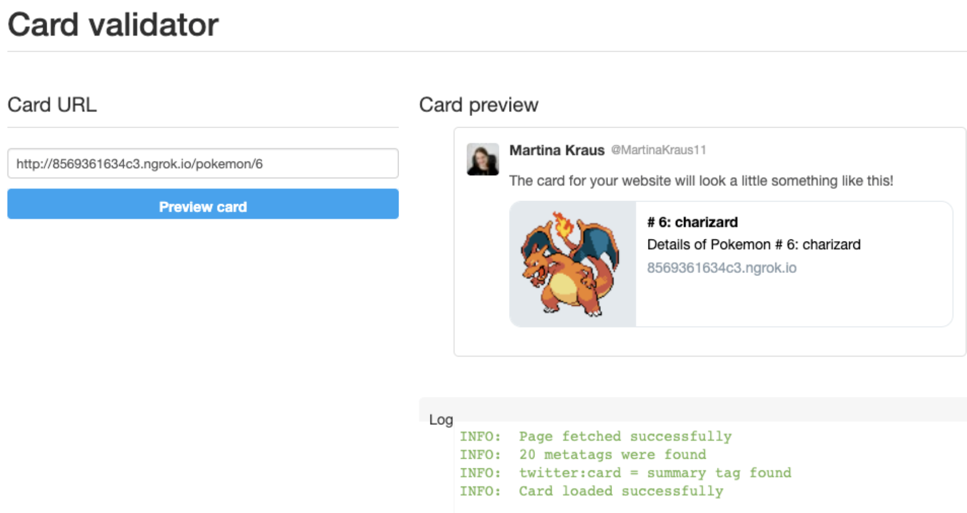 Card validator
Card URL
http://8569361634c3.ngrok.io/pokemon/6
Preview card
Card preview
Martina Kraus @MartinaKraus11
The card for your website will look a little something like this!
# 6: charizard
Details of Pokemon # 6: charizard
8569361634c3.ngrok.io
Log
INFO:  Page fetched successfully
INFO:  20 metatags were found
INFO:  twitter:card = summary tag found
INFO:  Card loaded successfully